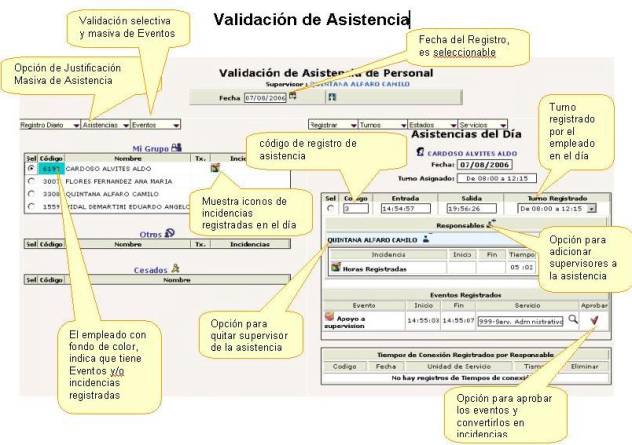 Validación de Asistencia
Validación selectiva
y masiva de Eventos
Fecha del Registro,
es seleccionable
Opción de Justificación
Masiva de Asistencia
Validación de Asistencia de Personal
Supervisor: QUINTANA ALFARO CAMILO
Fecha 07/08/2006
Turno
registrado
por el
empleado
en el día
Registro Diario Asistencias Eventos
Registrar Turnos Estados Servicios
código de registro de
asistencia
Asistencias del Día
CARDOSO ALVITES ALDO
Fecha: 07/08/2006
Turno Asignado: De 08:00 a 12:15
Mi Grupo
Sel Código Nombre Tx. Incidencias
6197 CARDOSO ALVITES ALDO
3007 FLORES FERNANDEZ ANA MARIA
3308 QUINTANA ALFARO CAMILO
1559 VIDAL DEMARTINI EDUARDO ANGELO
Muestra iconos de
incidencias
registradas en el día
Otros
Sel Código Nombre Tx. Incidencias
Cesados
Sel Código Nombre
Sel Codigo Entrada Salida Turno Registrado
3 14:54:57 19:56:26 De 08:00 a 12:15
Responsables
QUINTANA ALFARO CAMILO
Incidencia Inicio Fin Tiempo
Horas Registradas 05:02
Opción para
adicionar
supervisores a
la asistencia
Eventos Registrados
Evento Inicio Fin Servicio Aprobar
Apoyo a
supervision 14:55:03 14:55:07 999-Serv. Administrativo
El empleado con
fondo de color,
indica que tiene
Eventos y/o
incidencias
registradas
Opción para
quitar supervisor
de la asistencia
Tiempos de Conexión Registrados por Responsable
Codigo Fecha Unidad de Servicio Eliminar
No hay registros de Tiempos de
Opción para aprobar
los eventos y
convertirlos en
incidencias